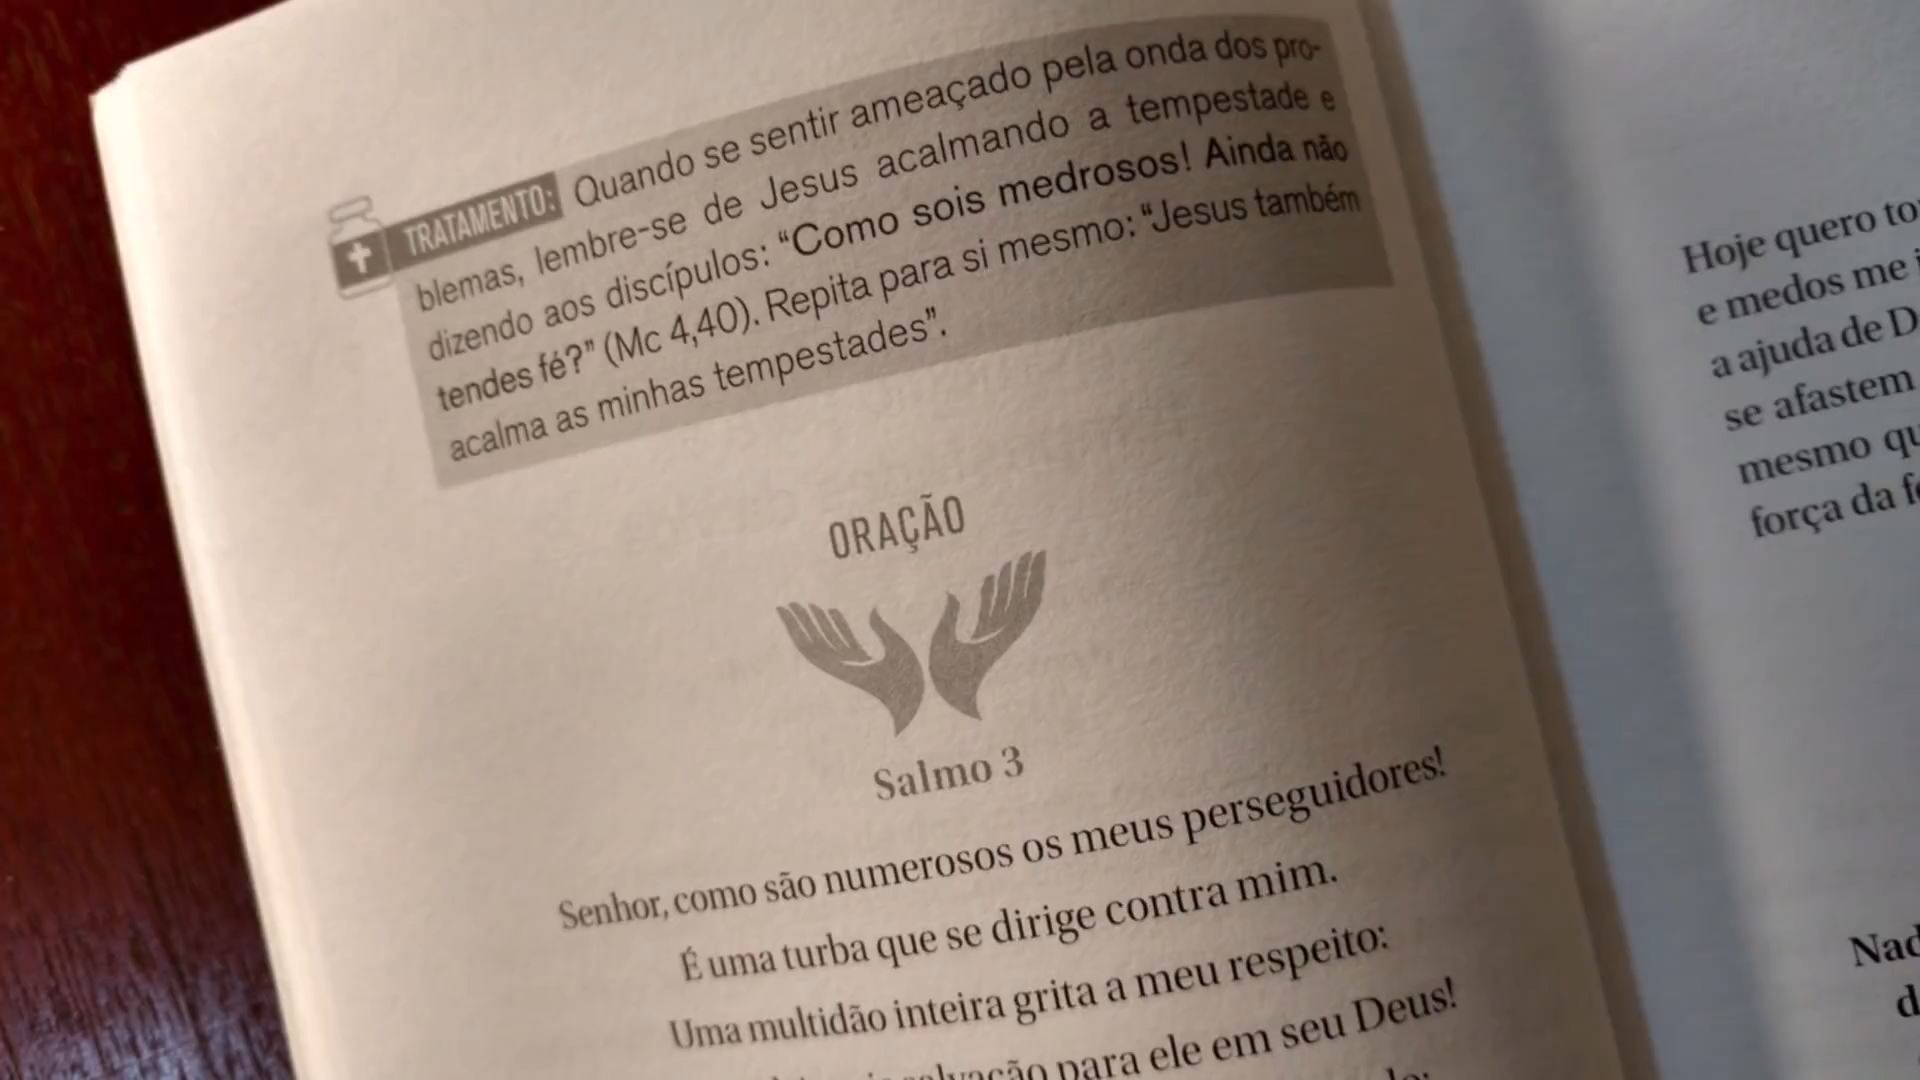 TRATAMENTO: Quando se sentir ameaçado pela onda dos pro-
blemas, lembre-se de Jesus acalmando a tempestade e
dizendo aos discípulos: “Como sois medrosos! Ainda não
tendes fé?” (Mc 4,40). Repita para si mesmo: “Jesus também
acalma as minhas tempestades”.
ORAÇÃO
Salmo 3
Senhor, como são numerosos os meus perseguidores!
É uma turba que se dirige contra mim.
Uma multidão inteira grita a meu respeito:
para ele em seu Deus!
Hoje quero
e medos me
a ajuda de
se afastem
mesmo
força da